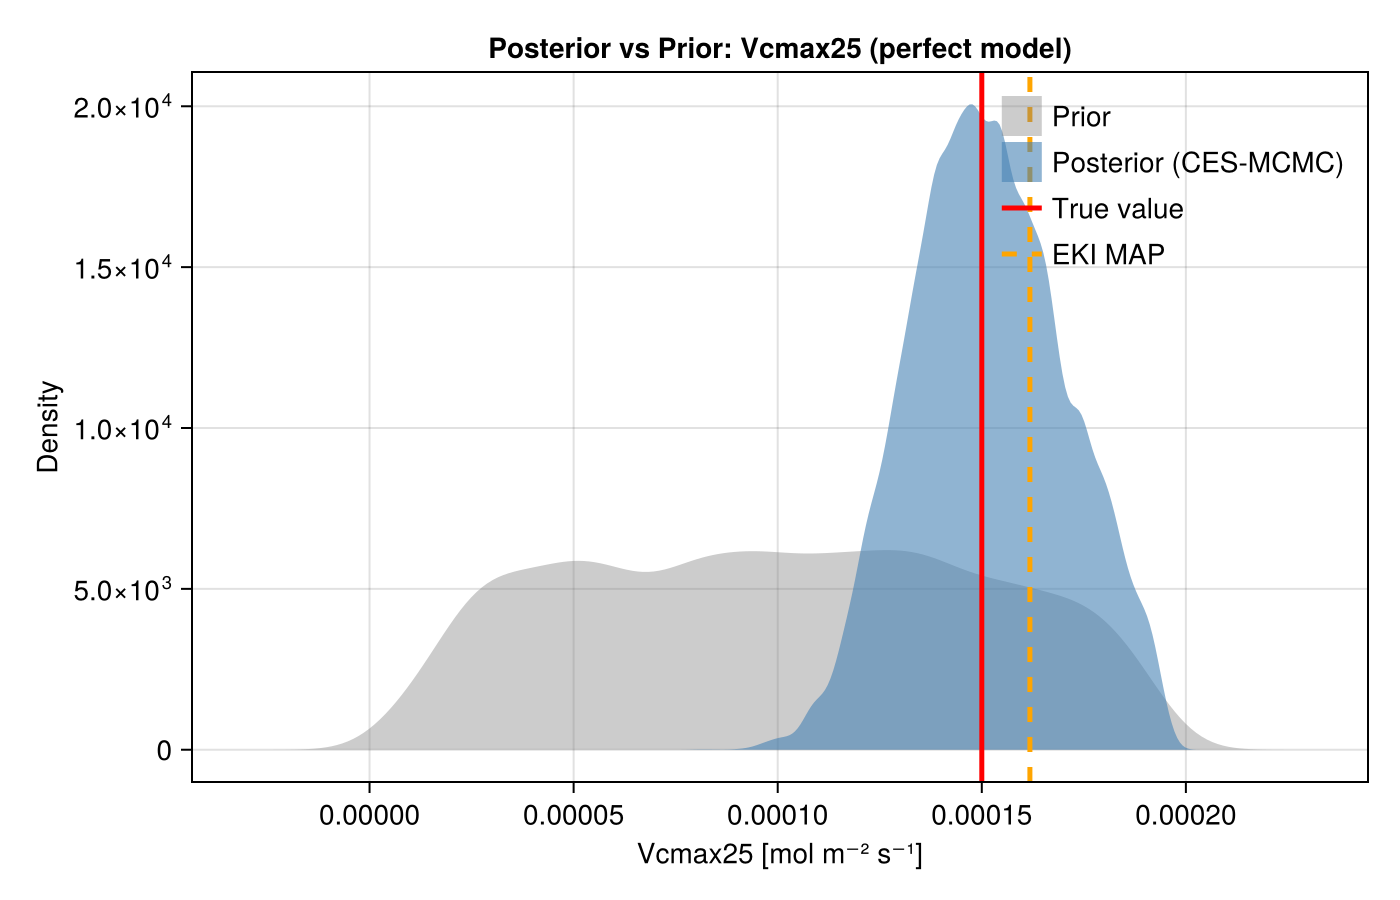 Posterior vs Prior: Vcmax25 (perfect model)
2.0×10⁴
1.5×10⁴
1.0×10⁴
5.0×10³
0
Density
Prior
Posterior (CES-MCMC)
True value
EKI MAP
0.00000
0.00005
0.00010
0.00015
0.00020
Vcmax25 [mol m⁻² s⁻¹]